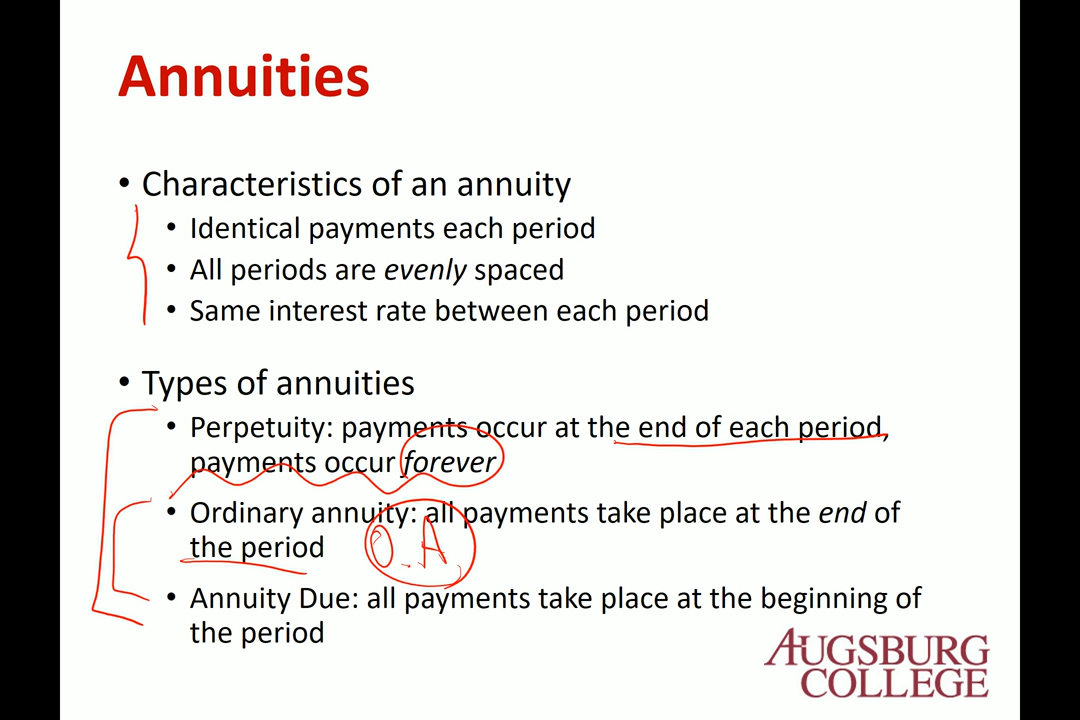 Annuities
• Characteristics of an annuity
• Identical payments each period
• All periods are evenly spaced
• Same interest rate between each period
• Types of annuities
• Perpetuity: payments occur at the end of each period,
payments occur forever
• Ordinary annuity: all payments take place at the end of
the period
O.A
• Annuity Due: all payments take place at the beginning of
the period
AUGSBURG
COLLEGE